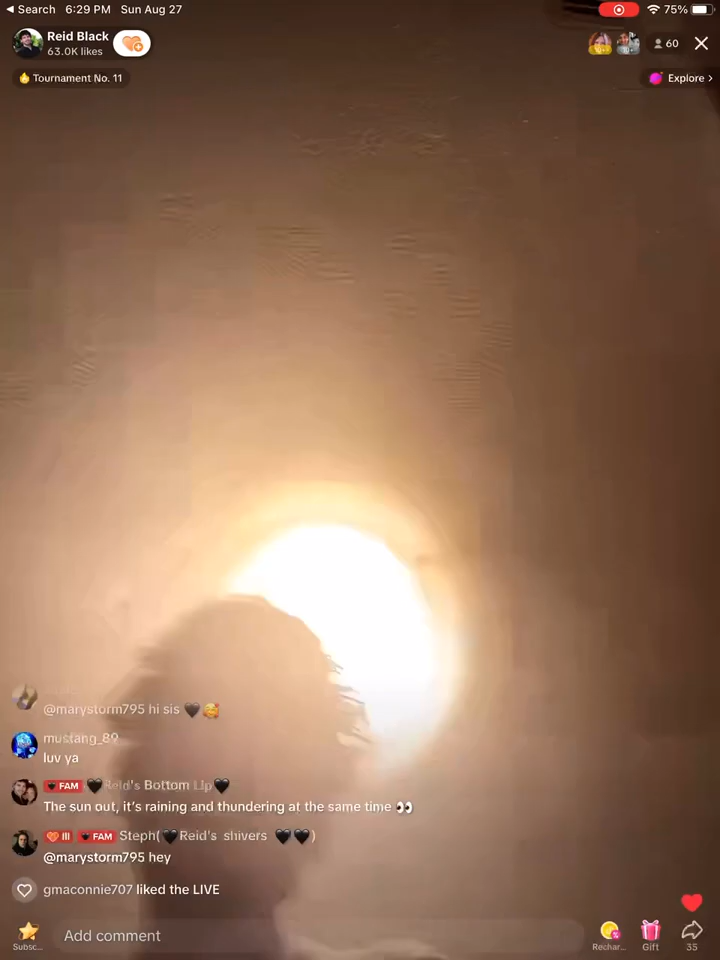 Search 6:29 PM Sun Aug 27 75%
Reid Black
63.0K likes
60
Tournament No. 11
Explore
@marystorm795 hi sis 🖤🥰
mustang_89
luv ya
FAM 🖤Reid's Bottom Lip🖤
The sun out, it's raining and thundering at the same time 👀
III FAM Steph(🖤Reid's shivers 🖤🖤)
@marystorm795 hey
gmaconnie707 liked the LIVE
Subsc...
Add comment
Rechar...
Gift
35